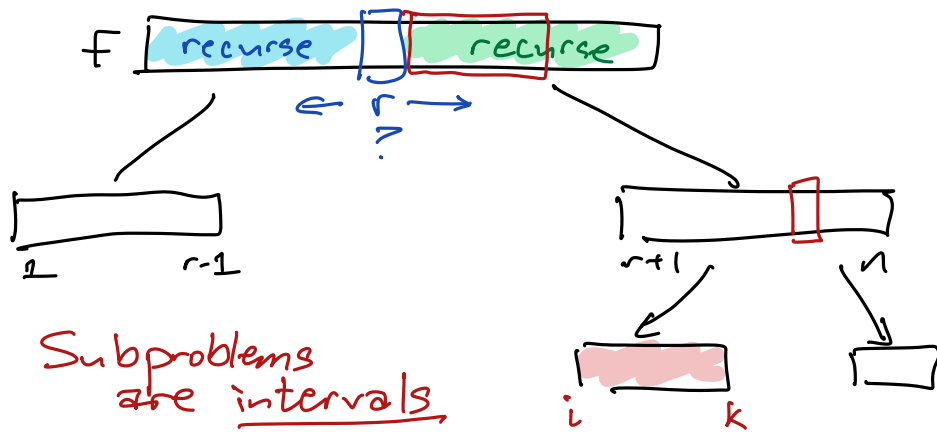 f recurse recurse
← r →
?
1 r-1
r+1 n
Subproblems
are intervals
i k